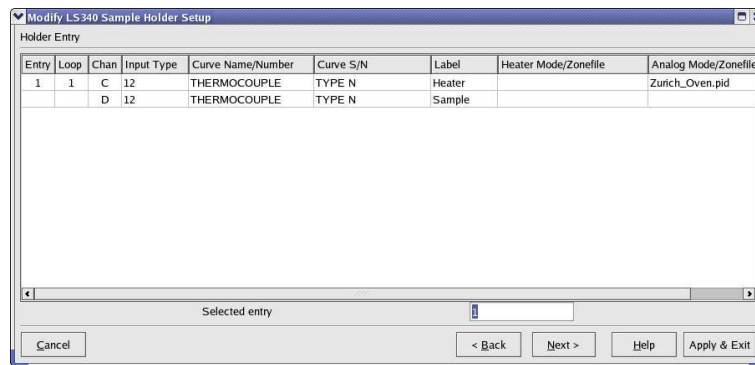 Modify LS340 Sample Holder Setup
Holder Entry
Entry Loop Chan Input Type Curve Name/Number Curve S/N Label Heater Mode/Zonefile Analog Mode/Zonefile
1 1 C 12 THERMOCOUPLE TYPE N Heater Zurich_Oven.pid
D 12 THERMOCOUPLE TYPE N Sample
Selected entry 1
Cancel < Back Next > Help Apply & Exit